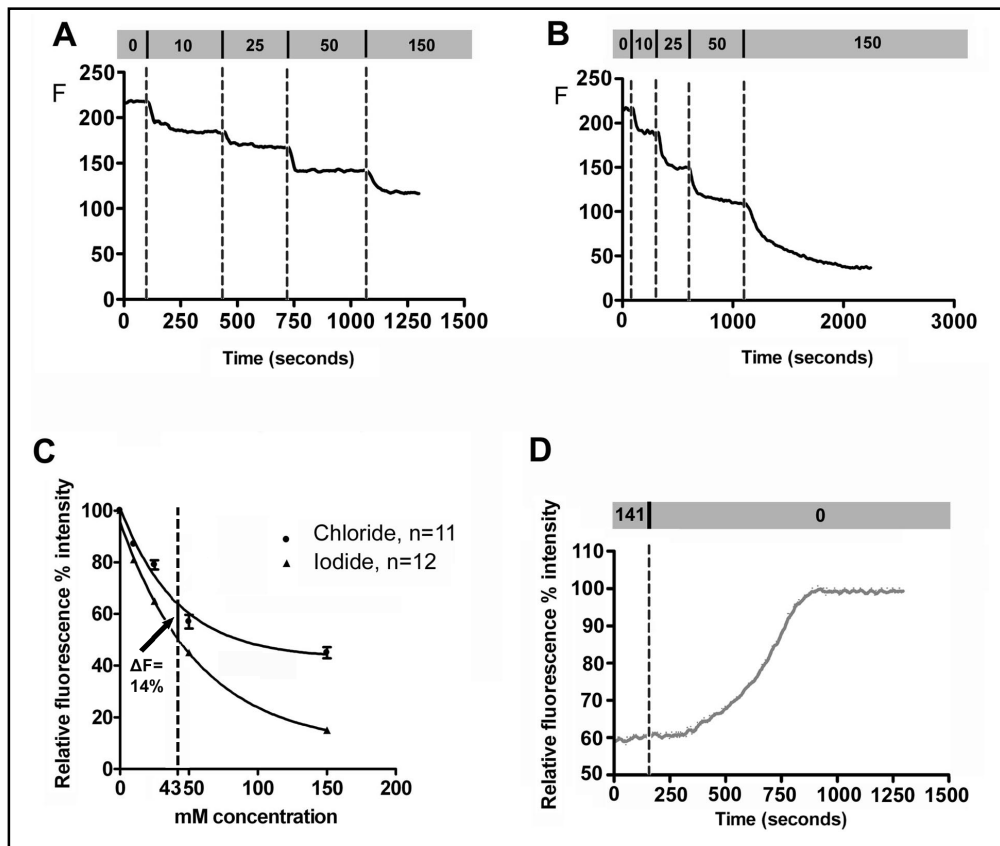 A
0 10 25 50 150
F
250
200
150
100
50
0
0 250 500 750 1000 1500
Time (seconds)
B
0 10 25 50 150
F
250
200
150
100
50
0
0 1000 2000 3000
Time (seconds)
C
Relative fluorescence % intensity
100
80
60
40
20
0
Chloride, n=11
Iodide, n=12
ΔF=
14%
0 43 50 100 150 200
mM concentration
D
141 0
Relative fluorescence % intensity
110
100
90
80
70
60
50
0 250 500 750 1000 1500
Time (seconds)